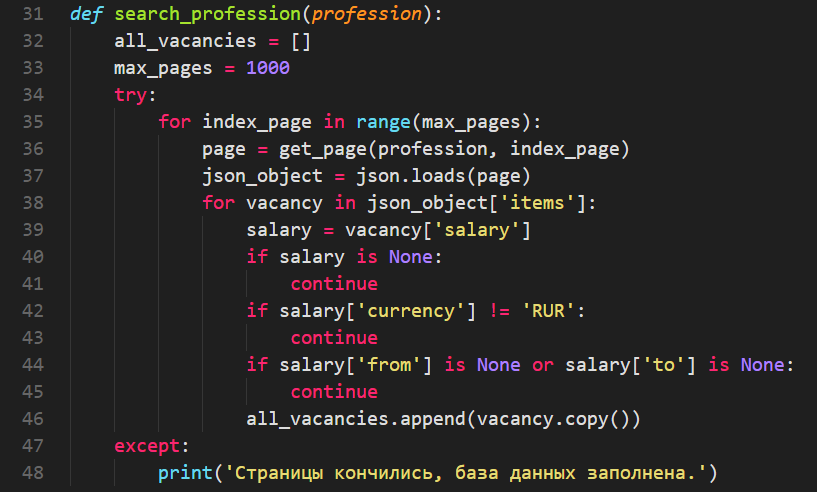 31 def search_profession(profession):
32     all_vacancies = []
33     max_pages = 1000
34     try:
35         for index_page in range(max_pages):
36             page = get_page(profession, index_page)
37             json_object = json.loads(page)
38             for vacancy in json_object['items']:
39                 salary = vacancy['salary']
40                 if salary is None:
41                     continue
42                 if salary['currency'] != 'RUR':
43                     continue
44                 if salary['from'] is None or salary['to'] is None:
45                     continue
46                 all_vacancies.append(vacancy.copy())
47     except:
48         print('Страницы кончились, база данных заполнена.')